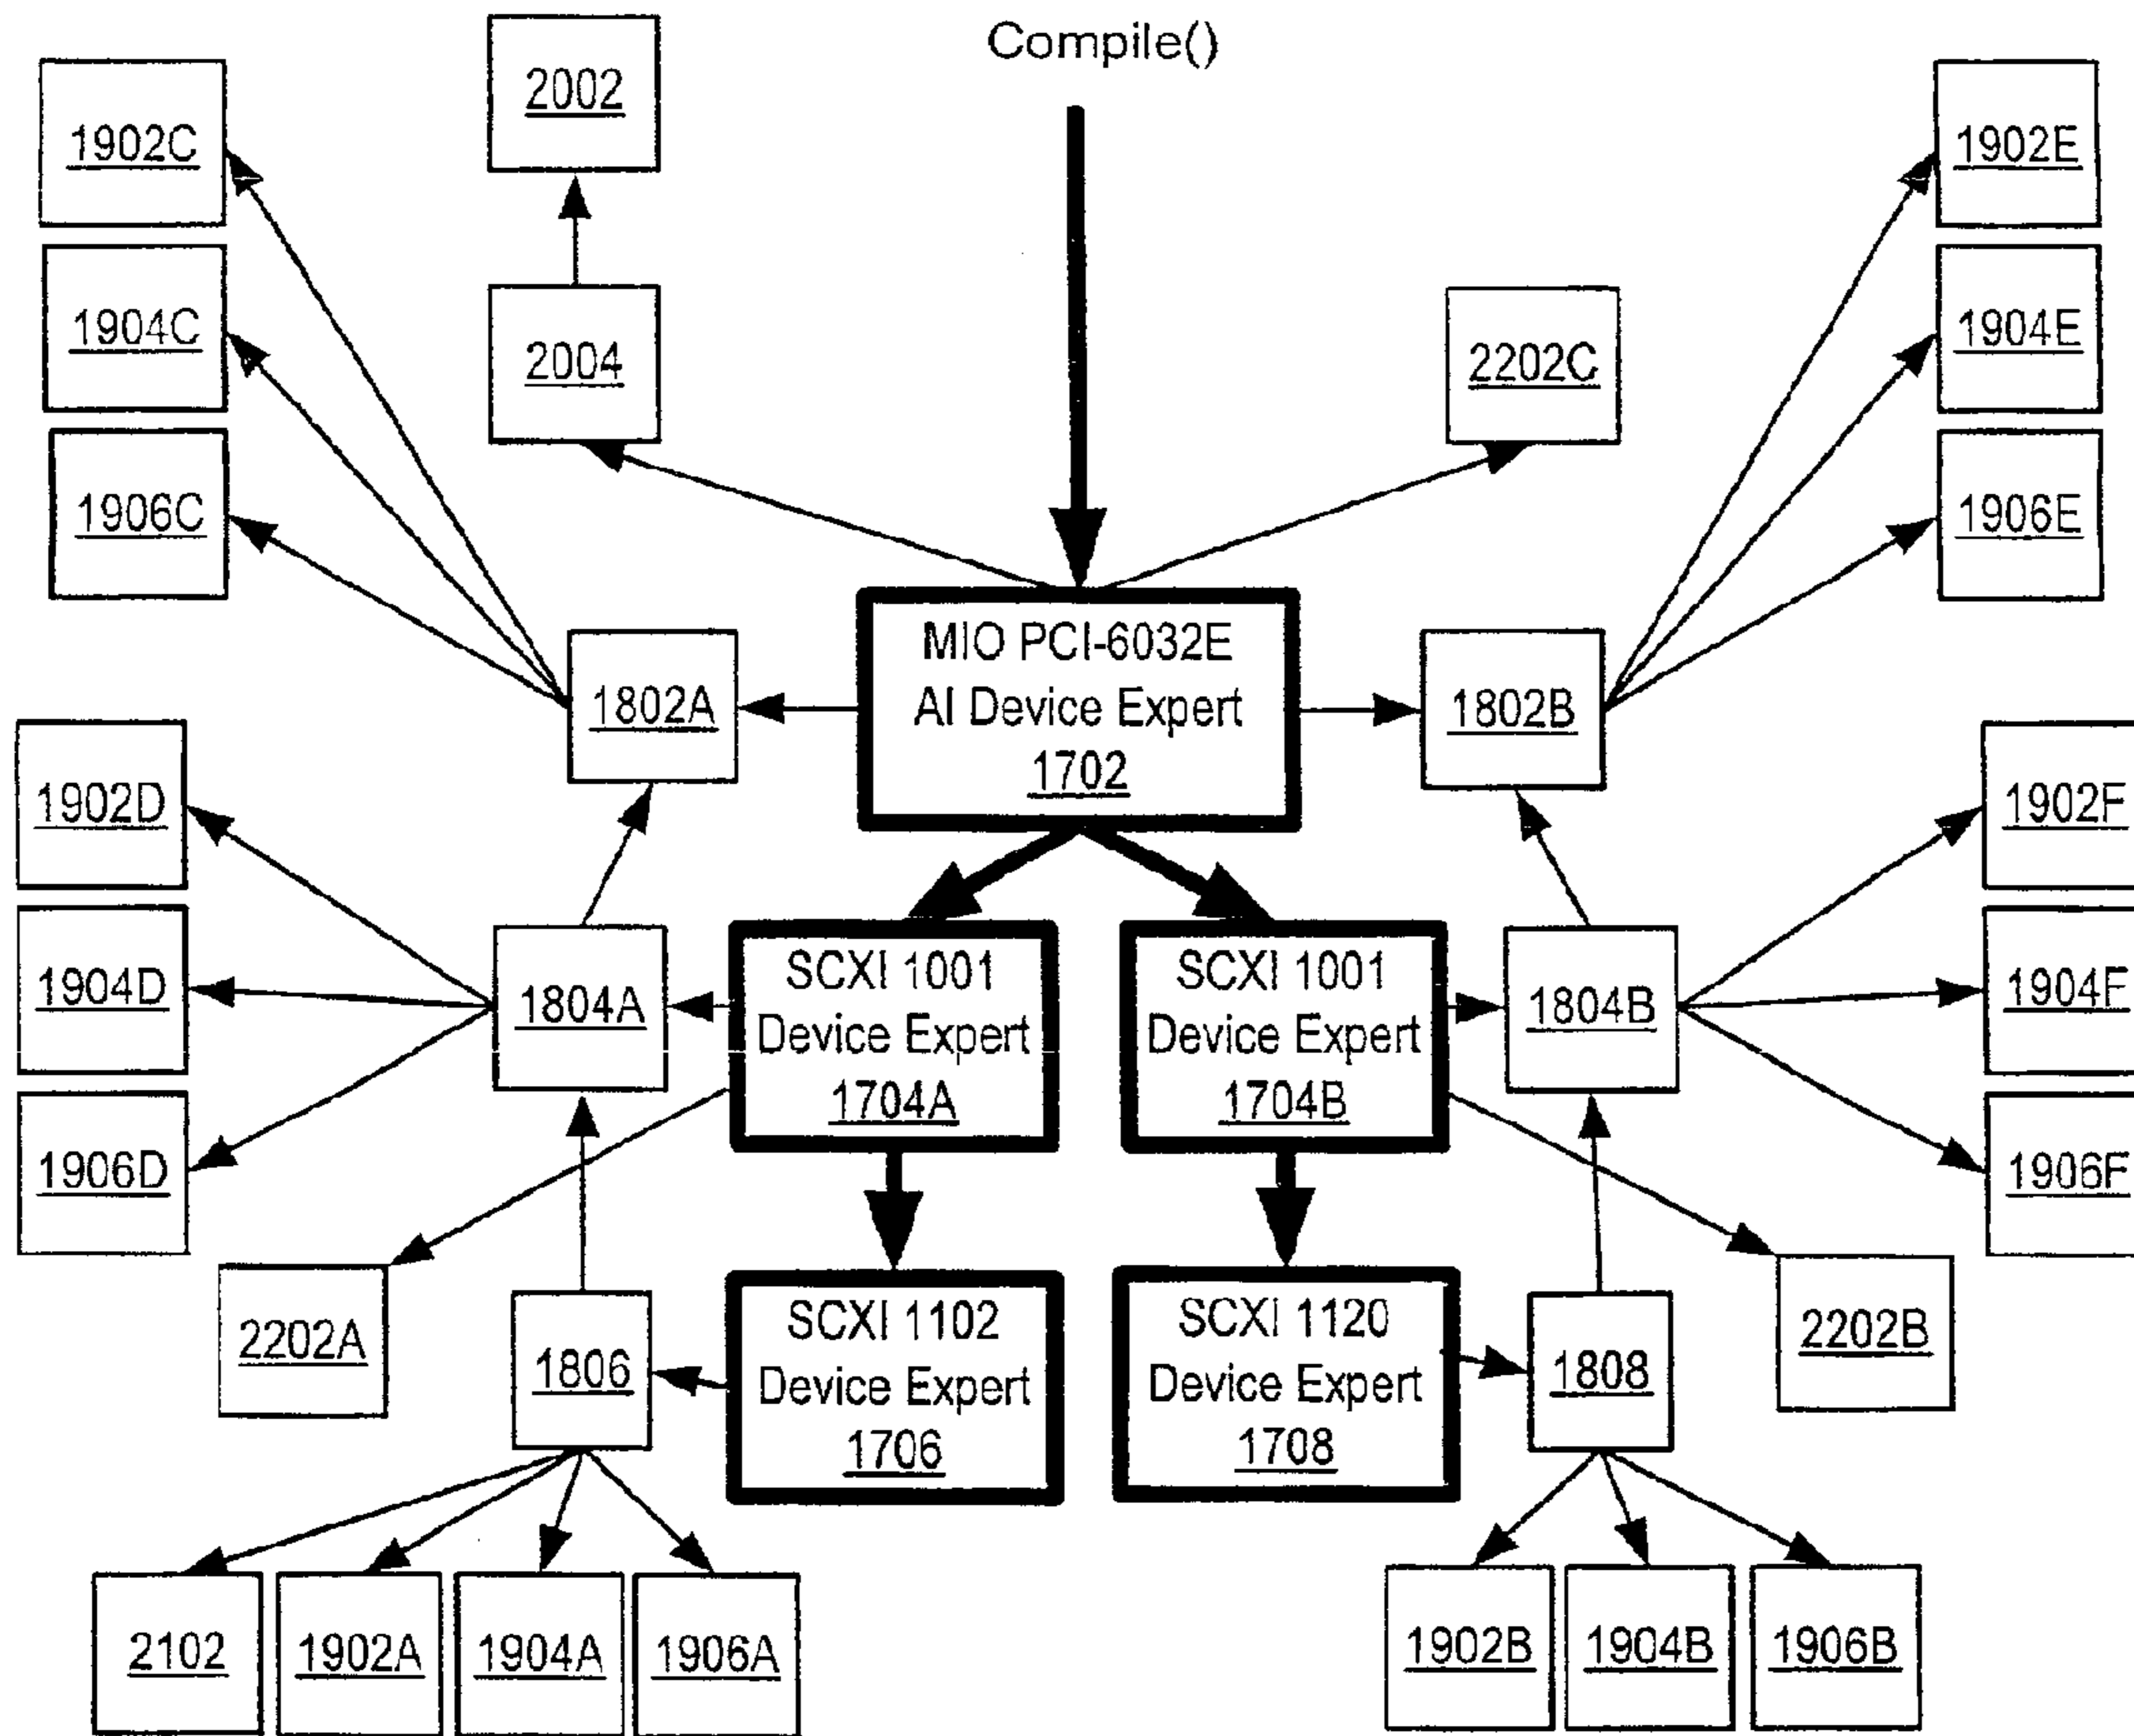 Compile()
2002
1902C
1902E
1904C
2004
2202C
1904E
1906C
1906E
MIO PCI-6032E
AI Device Expert
1702
1802A
1802B
1902D
1902F
1904D
1804A
SCXI 1001
Device Expert
1704A
SCXI 1001
Device Expert
1704B
1804B
1904F
1906D
1906F
2202A
1806
SCXI 1102
Device Expert
1706
SCXI 1120
Device Expert
1708
1808
2202B
2102
1902A
1904A
1906A
1902B
1904B
1906B